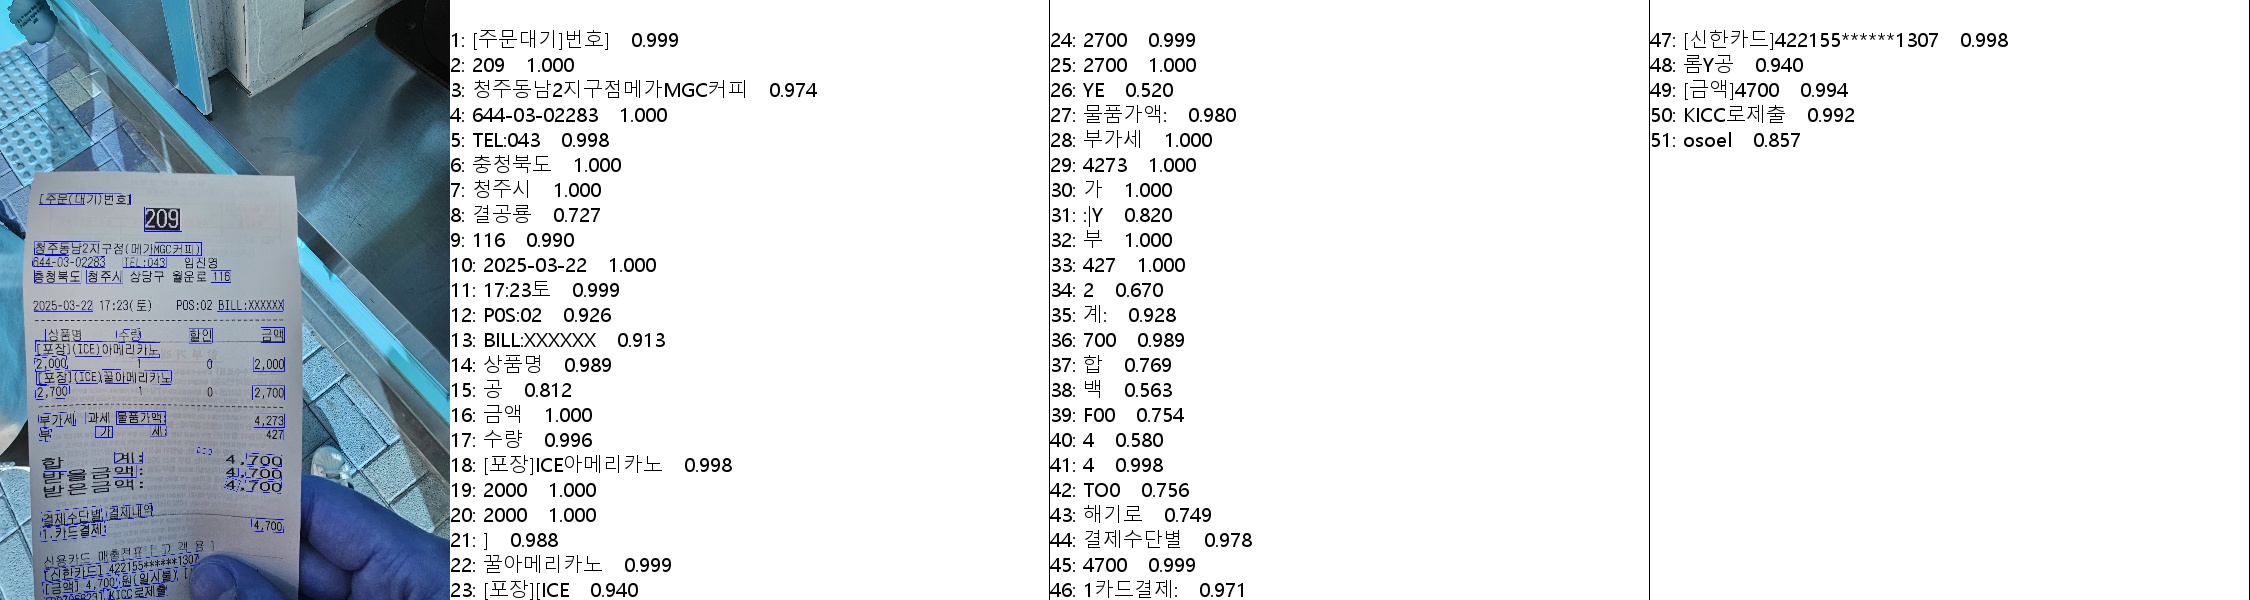 [주문(대기)번호]
209
청주동남2지구점(메가MGC커피)
644-03-02283 TEL:043 임진영
충청북도 청주시 상당구 월운로 116
2025-03-22 17:23(토) POS:02 BILL:XXXXXX
상품명 수량 할인 금액
[포장](ICE)아메리카노
2,000 1 0 2,000
[포장](ICE)꿀아메리카노
2,700 1 0 2,700
부가세 과세 물품가액: 4,273
부 가 세: 427
합 계: 4,700
받을금액: 4,700
받은금액: 4,700
결제수단별 결제내역
1.카드결제: 4,700
신용카드 매출전표 [ 고 객 용 ]
[신한카드] 422155******1307
[금액] 4,700 원(일시불)
KICC로제출
1: [주문대기]번호] 0.999
2: 209 1.000
3: 청주동남2지구점메가MGC커피 0.974
4: 644-03-02283 1.000
5: TEL:043 0.998
6: 충청북도 1.000
7: 청주시 1.000
8: 결공룡 0.727
9: 116 0.990
10: 2025-03-22 1.000
11: 17:23토 0.999
12: P0S:02 0.926
13: BILL:XXXXXX 0.913
14: 상품명 0.989
15: 공 0.812
16: 금액 1.000
17: 수량 0.996
18: [포장]ICE아메리카노 0.998
19: 2000 1.000
20: 2000 1.000
21: ] 0.988
22: 꿀아메리카노 0.999
23: [포장][ICE 0.940
24: 2700 0.999
25: 2700 1.000
26: YE 0.520
27: 물품가액: 0.980
28: 부가세 1.000
29: 4273 1.000
30: 가 1.000
31: :|Y 0.820
32: 부 1.000
33: 427 1.000
34: 2 0.670
35: 계: 0.928
36: 700 0.989
37: 합 0.769
38: 백 0.563
39: F00 0.754
40: 4 0.580
41: 4 0.998
42: TO0 0.756
43: 해기로 0.749
44: 결제수단별 0.978
45: 4700 0.999
46: 1카드결제: 0.971
47: [신한카드]422155******1307 0.998
48: 롬Y공 0.940
49: [금액]4700 0.994
50: KICC로제출 0.992
51: osoel 0.857